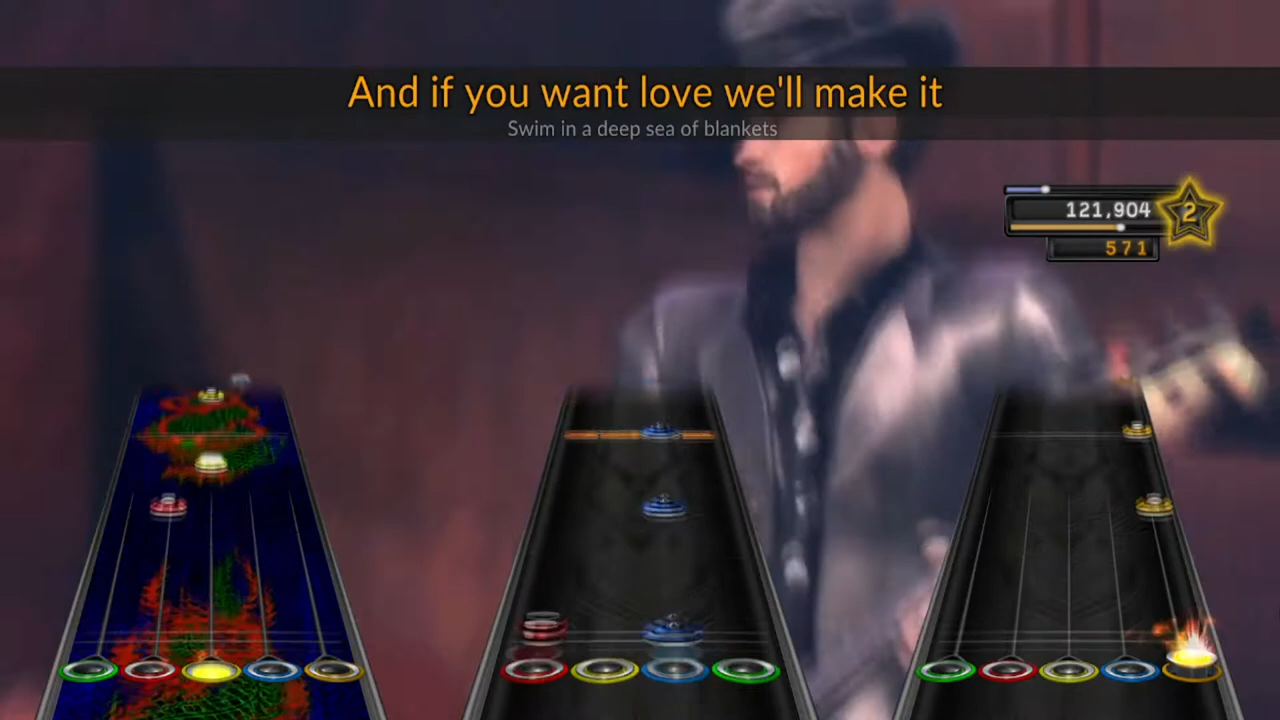 And if you want love we'll make it
Swim in a deep sea of blankets
121,904
2
571